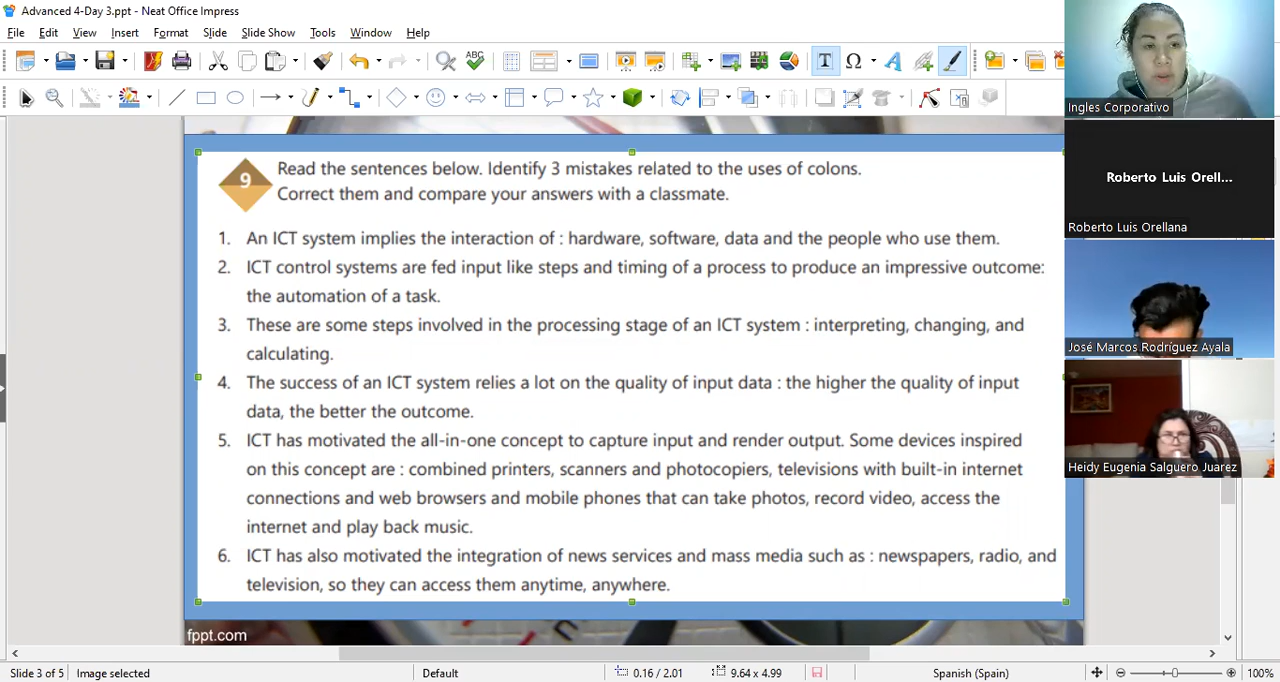 Advanced 4-Day 3.ppt - Neat Office Impress
File Edit View Insert Format Slide Slide Show Tools Window Help
9
Read the sentences below. Identify 3 mistakes related to the uses of colons.
Correct them and compare your answers with a classmate.
1. An ICT system implies the interaction of : hardware, software, data and the people who use them.
2. ICT control systems are fed input like steps and timing of a process to produce an impressive outcome:
the automation of a task.
3. These are some steps involved in the processing stage of an ICT system : interpreting, changing, and
calculating.
4. The success of an ICT system relies a lot on the quality of input data : the higher the quality of input
data, the better the outcome.
5. ICT has motivated the all-in-one concept to capture input and render output. Some devices inspired
on this concept are : combined printers, scanners and photocopiers, televisions with built-in internet
connections and web browsers and mobile phones that can take photos, record video, access the
internet and play back music.
6. ICT has also motivated the integration of news services and mass media such as : newspapers, radio, and
television, so they can access them anytime, anywhere.
fppt.com
Slide 3 of 5 Image selected Default 0.16 / 2.01 9.64 x 4.99 Spanish (Spain) 100%
Ingles Corporativo
Roberto Luis Orell...
Roberto Luis Orellana
José Marcos Rodríguez Ayala
Heidy Eugenia Salguero Juarez